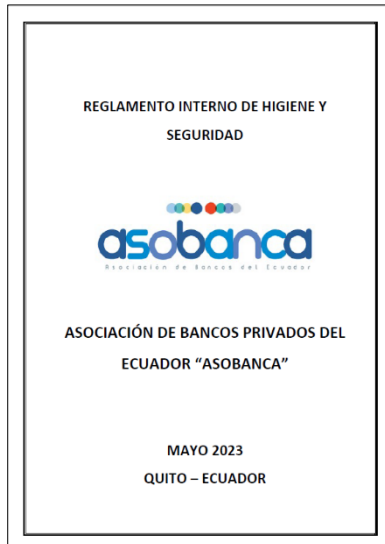 REGLAMENTO INTERNO DE HIGIENE Y
SEGURIDAD
asobanca
Asociación de Bancos del Ecuador
ASOCIACIÓN DE BANCOS PRIVADOS DEL
ECUADOR “ASOBANCA”
MAYO 2023
QUITO – ECUADOR